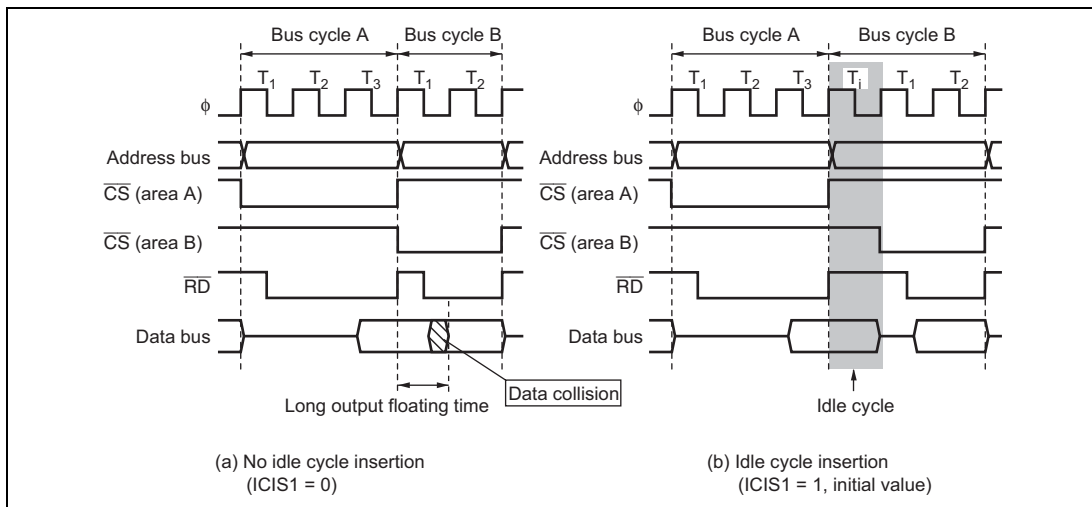 Bus cycle A
Bus cycle B
T1 T2 T3 T1 T2
φ
Address bus
CS (area A)
CS (area B)
RD
Data bus
Data collision
Long output floating time
(a) No idle cycle insertion
(ICIS1 = 0)
Bus cycle A
Bus cycle B
T1 T2 T3 Ti T1 T2
φ
Address bus
CS (area A)
CS (area B)
RD
Data bus
Idle cycle
(b) Idle cycle insertion
(ICIS1 = 1, initial value)